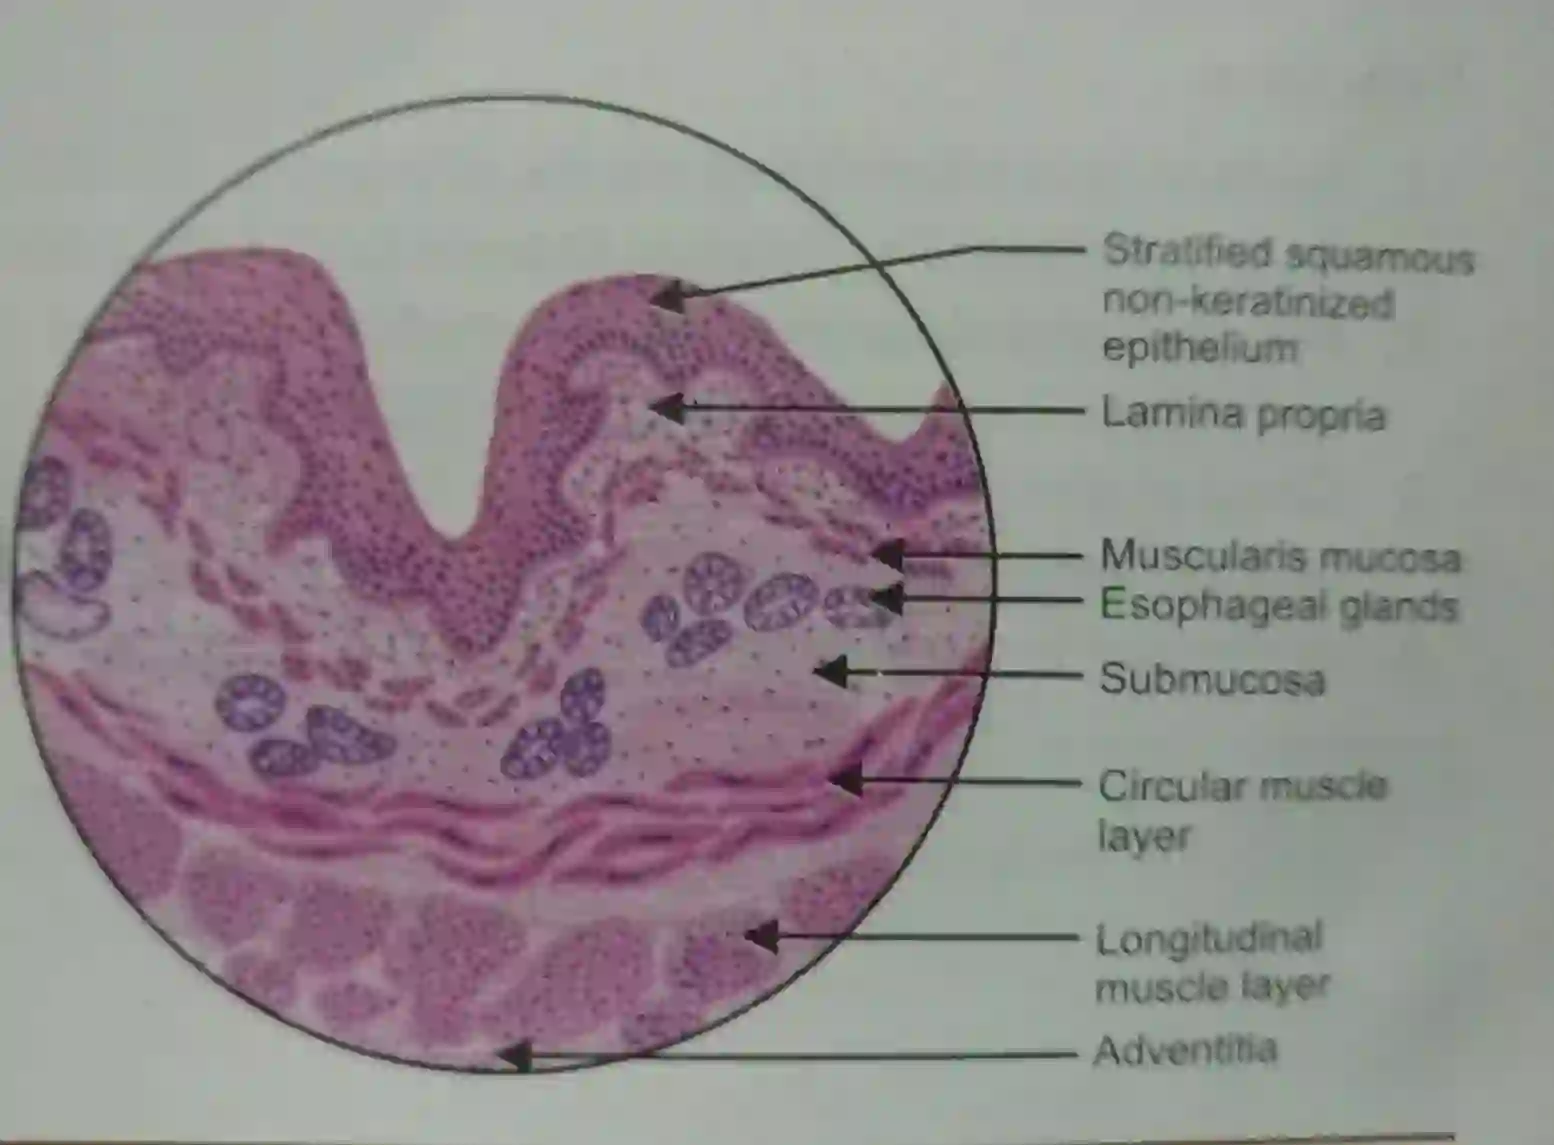 Stratified squamous
non-keratinized
epithelium
Lamina propria
Muscularis mucosa
Esophageal glands
Submucosa
Circular muscle
layer
Longitudinal
muscle layer
Adventitia